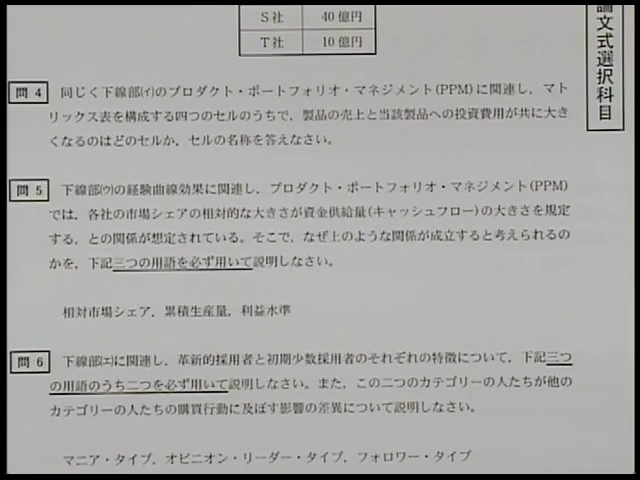 S社 40億円
T社 10億円
論文式選択科目
問4 同じく下線部(イ)のプロダクト・ポートフォリオ・マネジメント(PPM)に関連し，マト
リックス表を構成する四つのセルのうちで，製品の売上と当該製品への投資費用が共に大き
くなるのはどのセルか，セルの名称を答えなさい。
問5 下線部(ウ)の経験曲線効果に関連し，プロダクト・ポートフォリオ・マネジメント(PPM)
では，各社の市場シェアの相対的な大きさが資金供給量(キャッシュフロー)の大きさを規定
する，との関係が想定されている。そこで，なぜ上のような関係が成立すると考えられるの
かを，下記三つの用語を必ず用いて説明しなさい。
相対市場シェア，累積生産量，利益水準
問6 下線部(エ)に関連し，革新的採用者と初期少数採用者のそれぞれの特徴について，下記三つ
の用語のうち二つを必ず用いて説明しなさい。また，この二つのカテゴリーの人たちが他の
カテゴリーの人たちの購買行動に及ぼす影響の差異について説明しなさい。
マニア・タイプ，オピニオン・リーダー・タイプ，フォロワー・タイプ